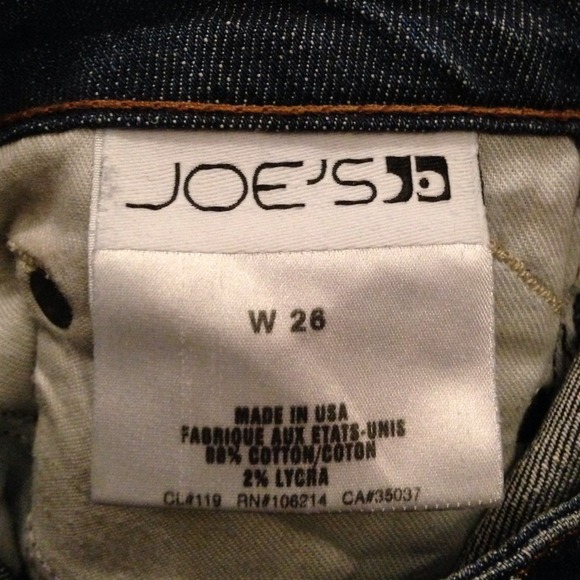 JOE'S
W 26
MADE IN USA
FABRIQUE AUX ETATS-UNIS
98% COTTON/COTON
2% LYCRA
CL#119 RN#106214 CA#35037